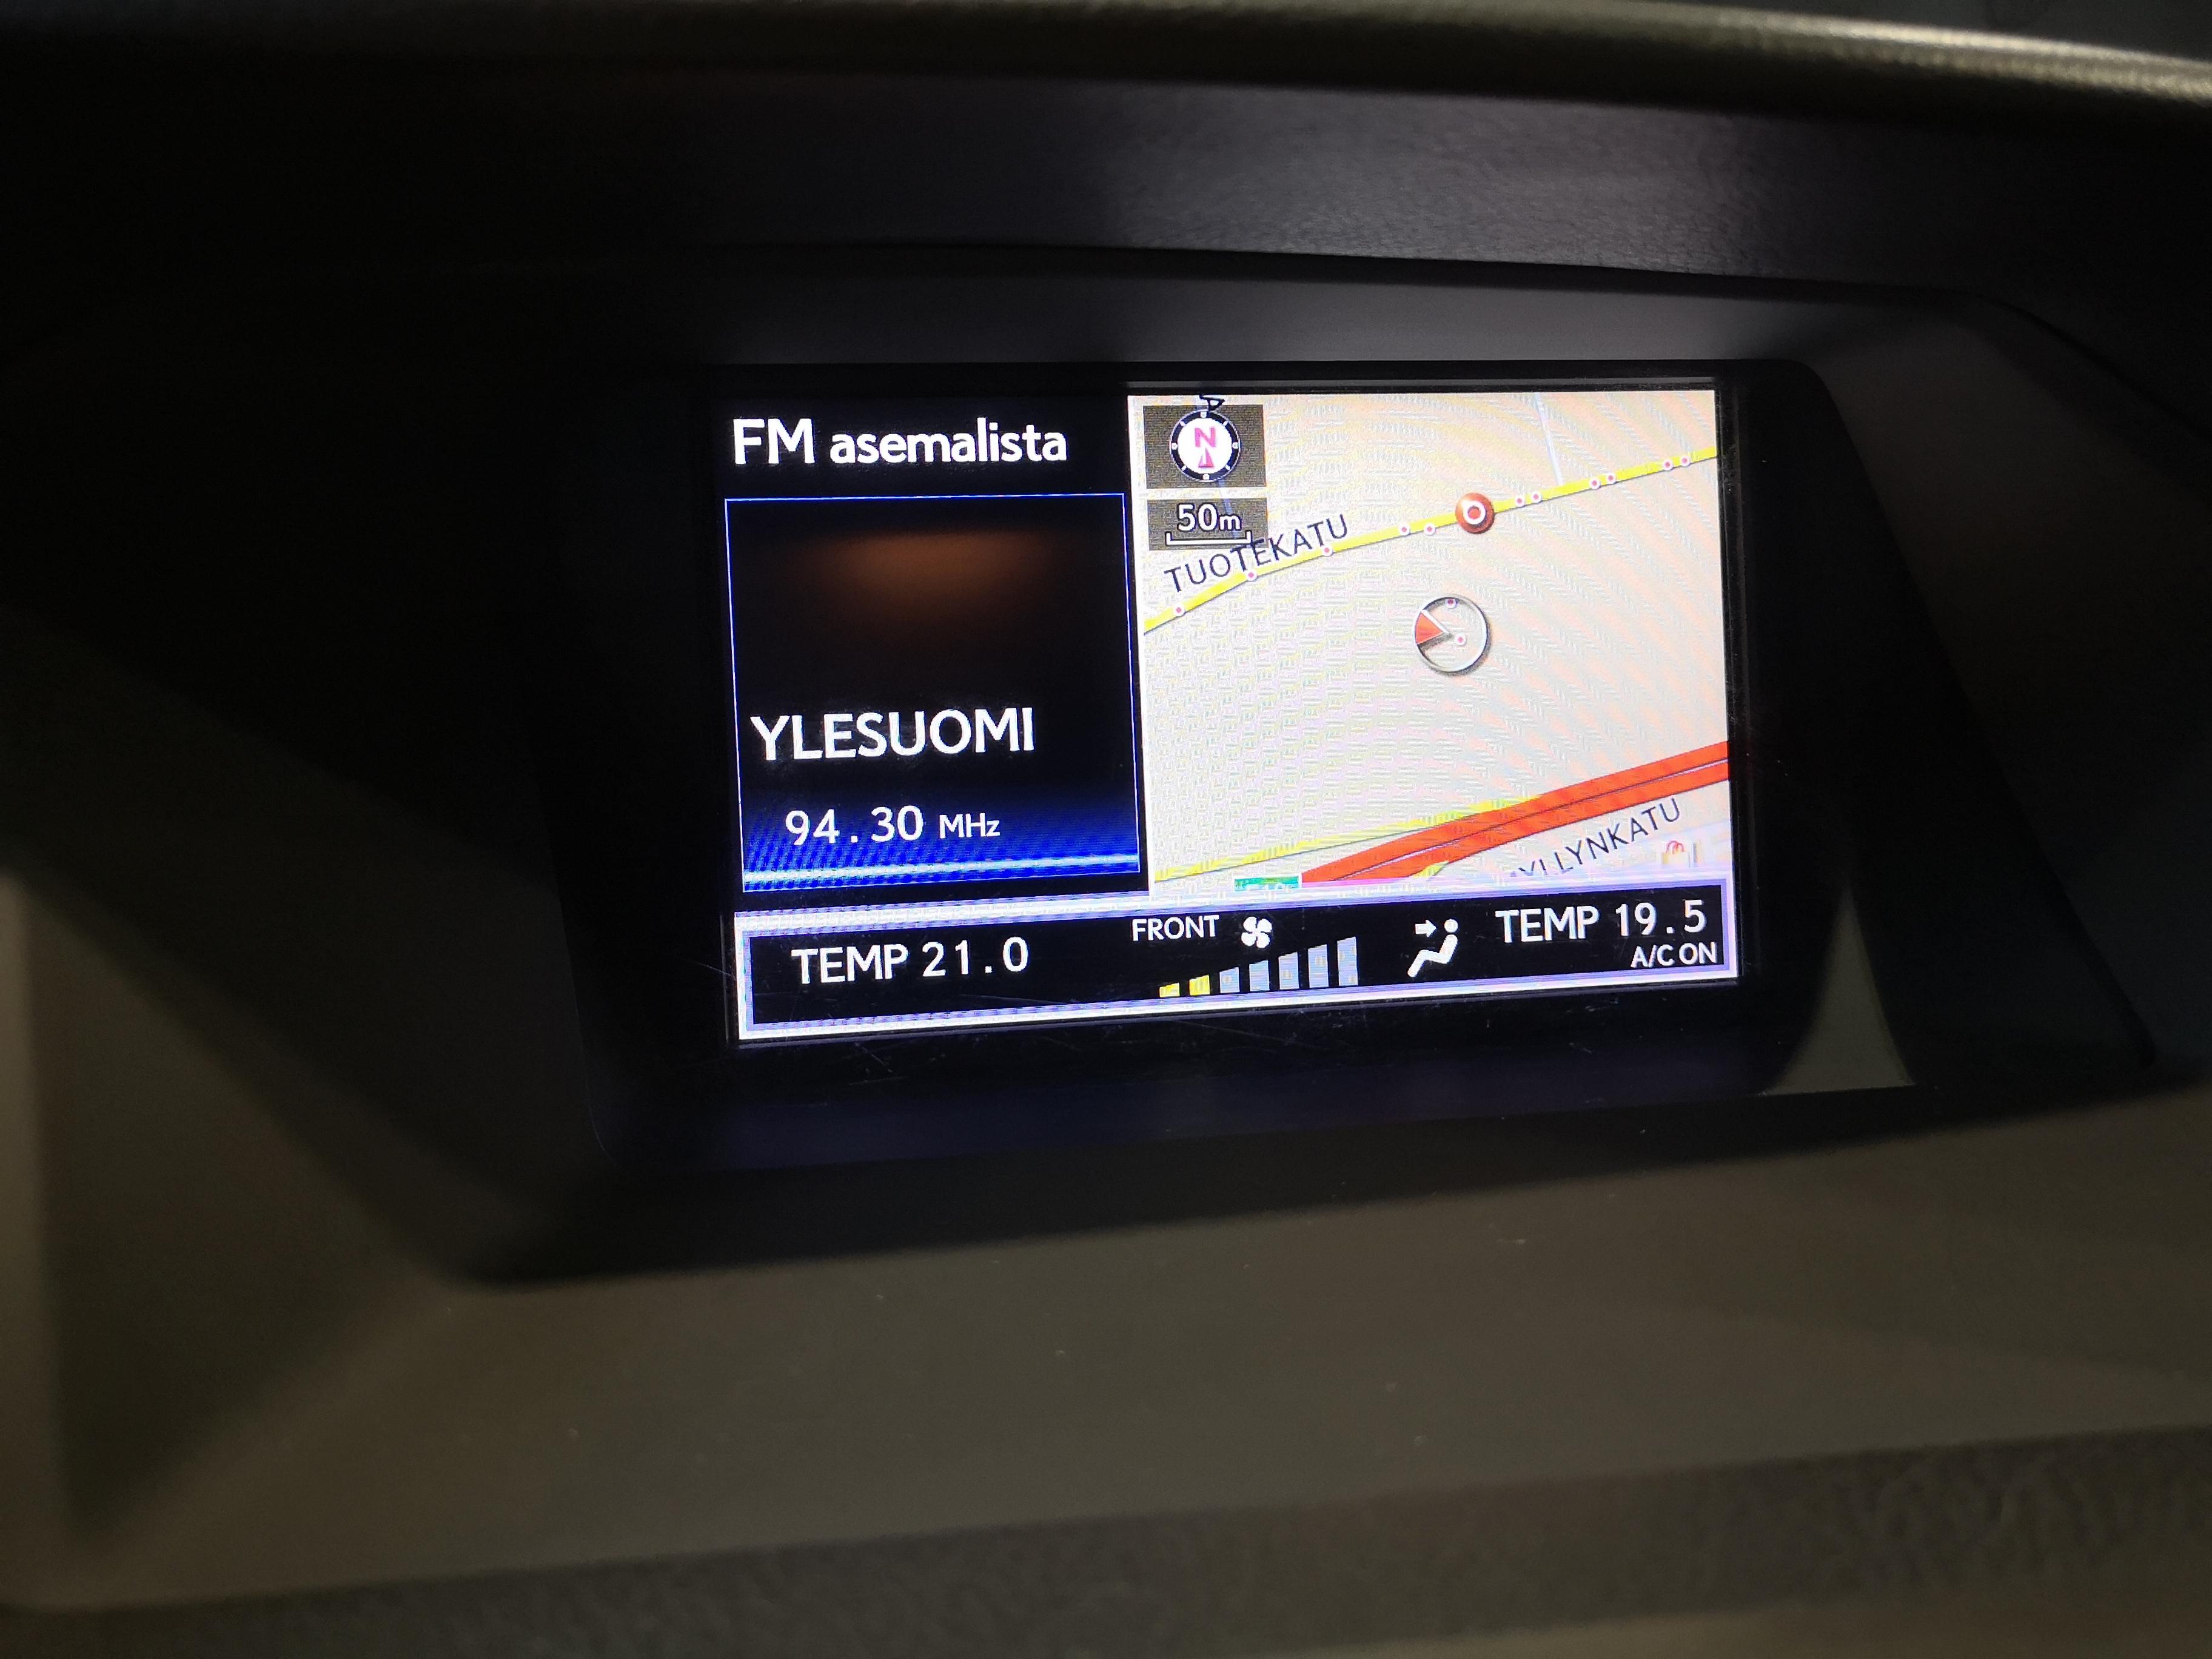 FM asemalista
YLESUOMI
94.30 MHz
N
50m
TUOTEKATU
YLLYNKATU
TEMP 21.0
FRONT
TEMP 19.5
A/C ON